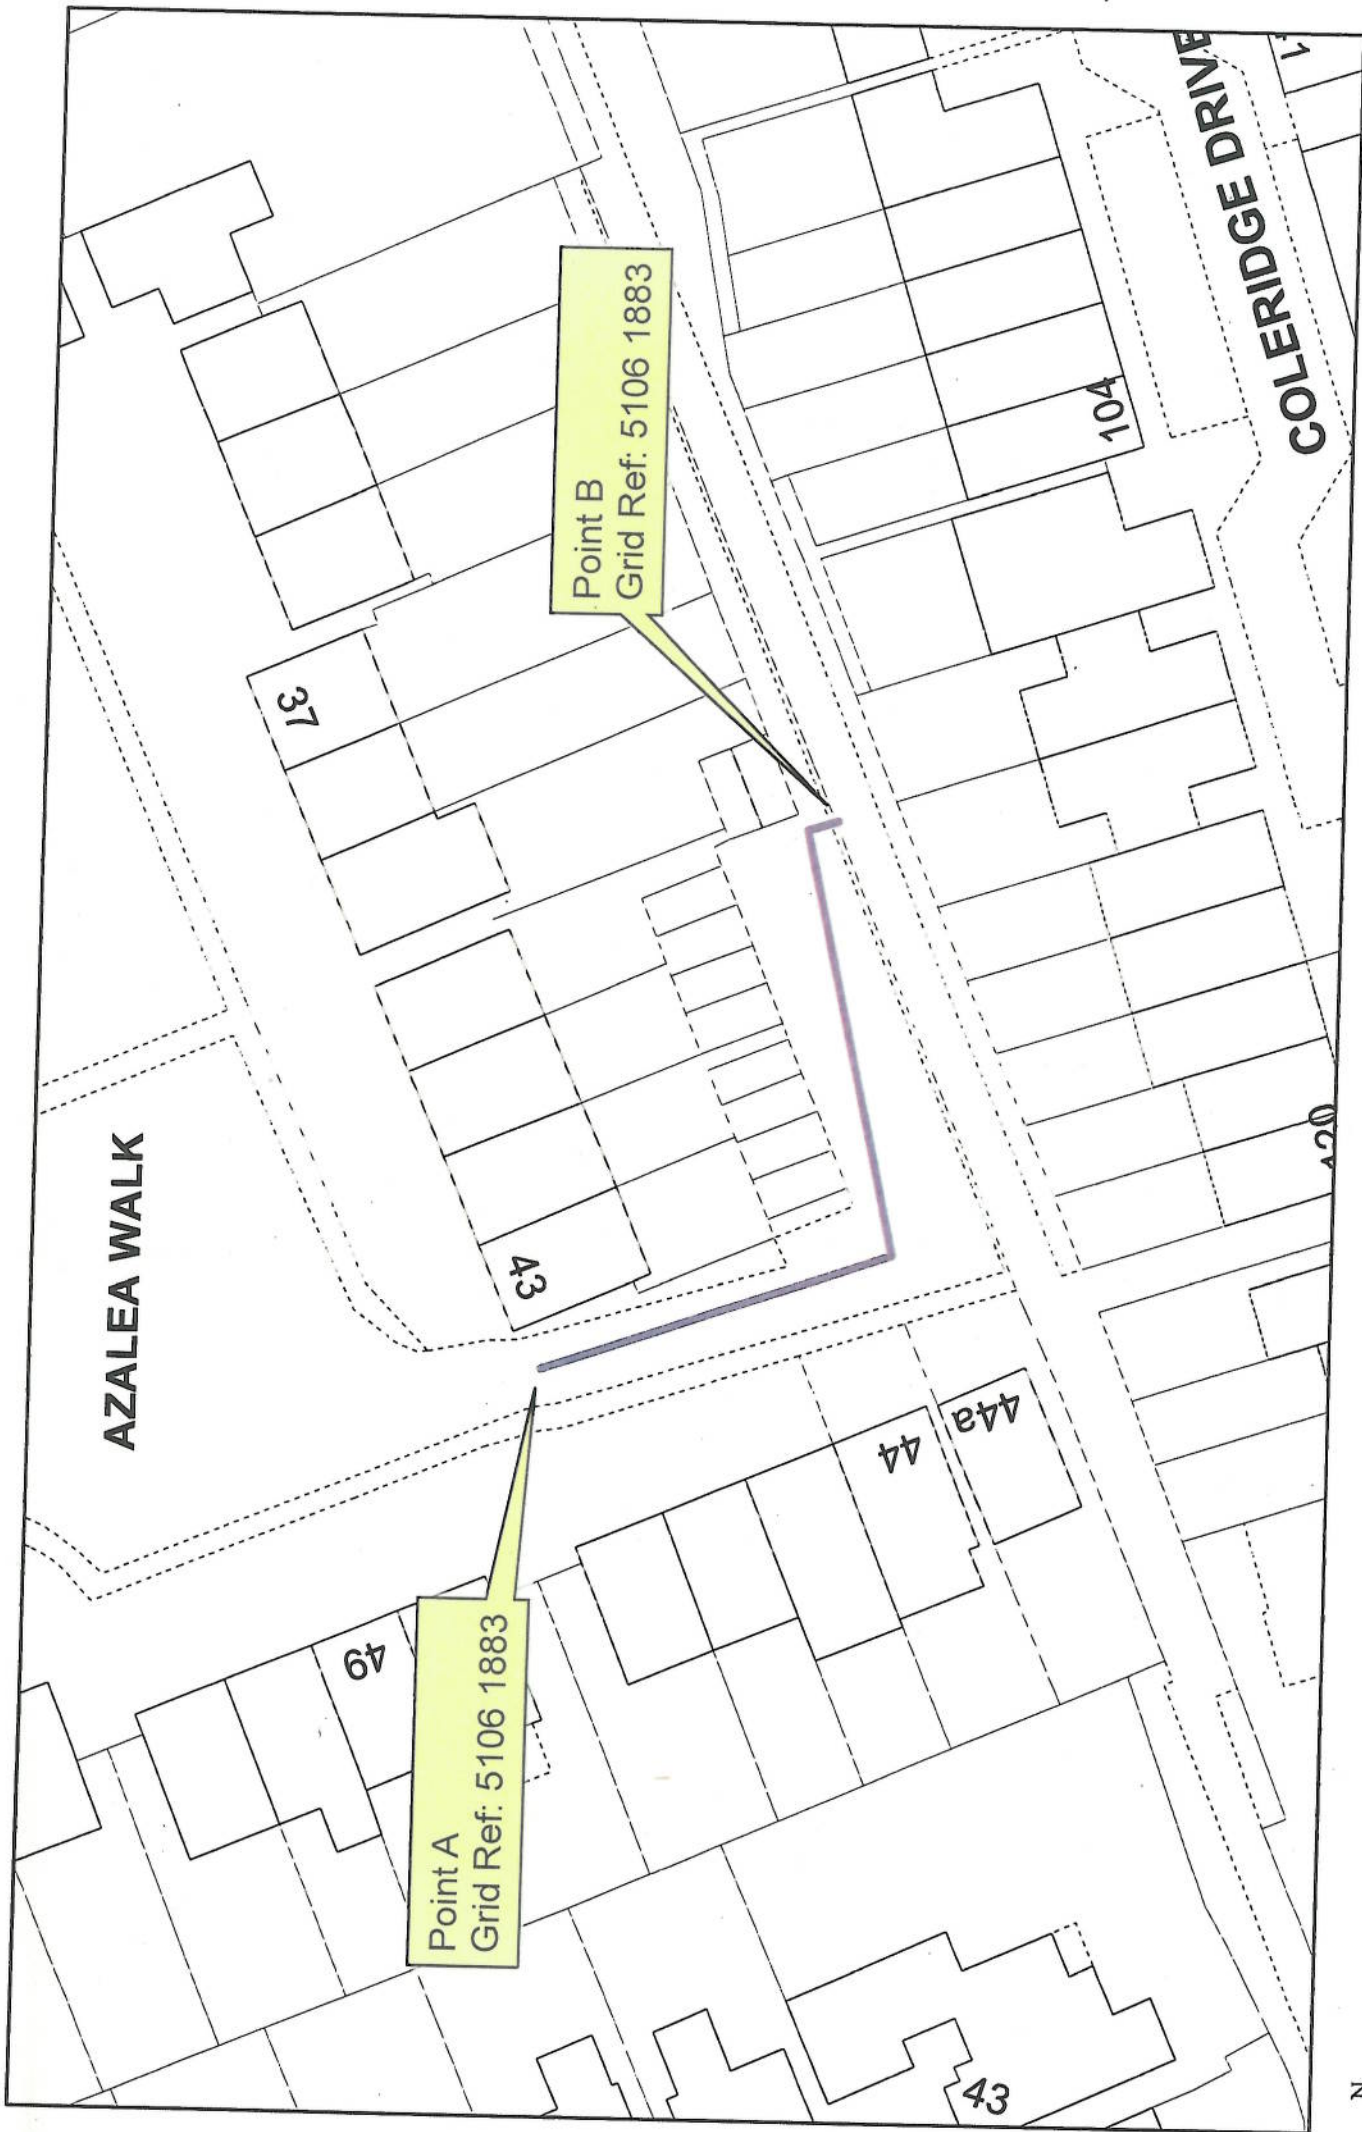 AZALEA WALK
37
43
Point B
Grid Ref: 5106 1883
104
COLERIDGE DRIVE
Point A
Grid Ref: 5106 1883
49
44
44a
43
N